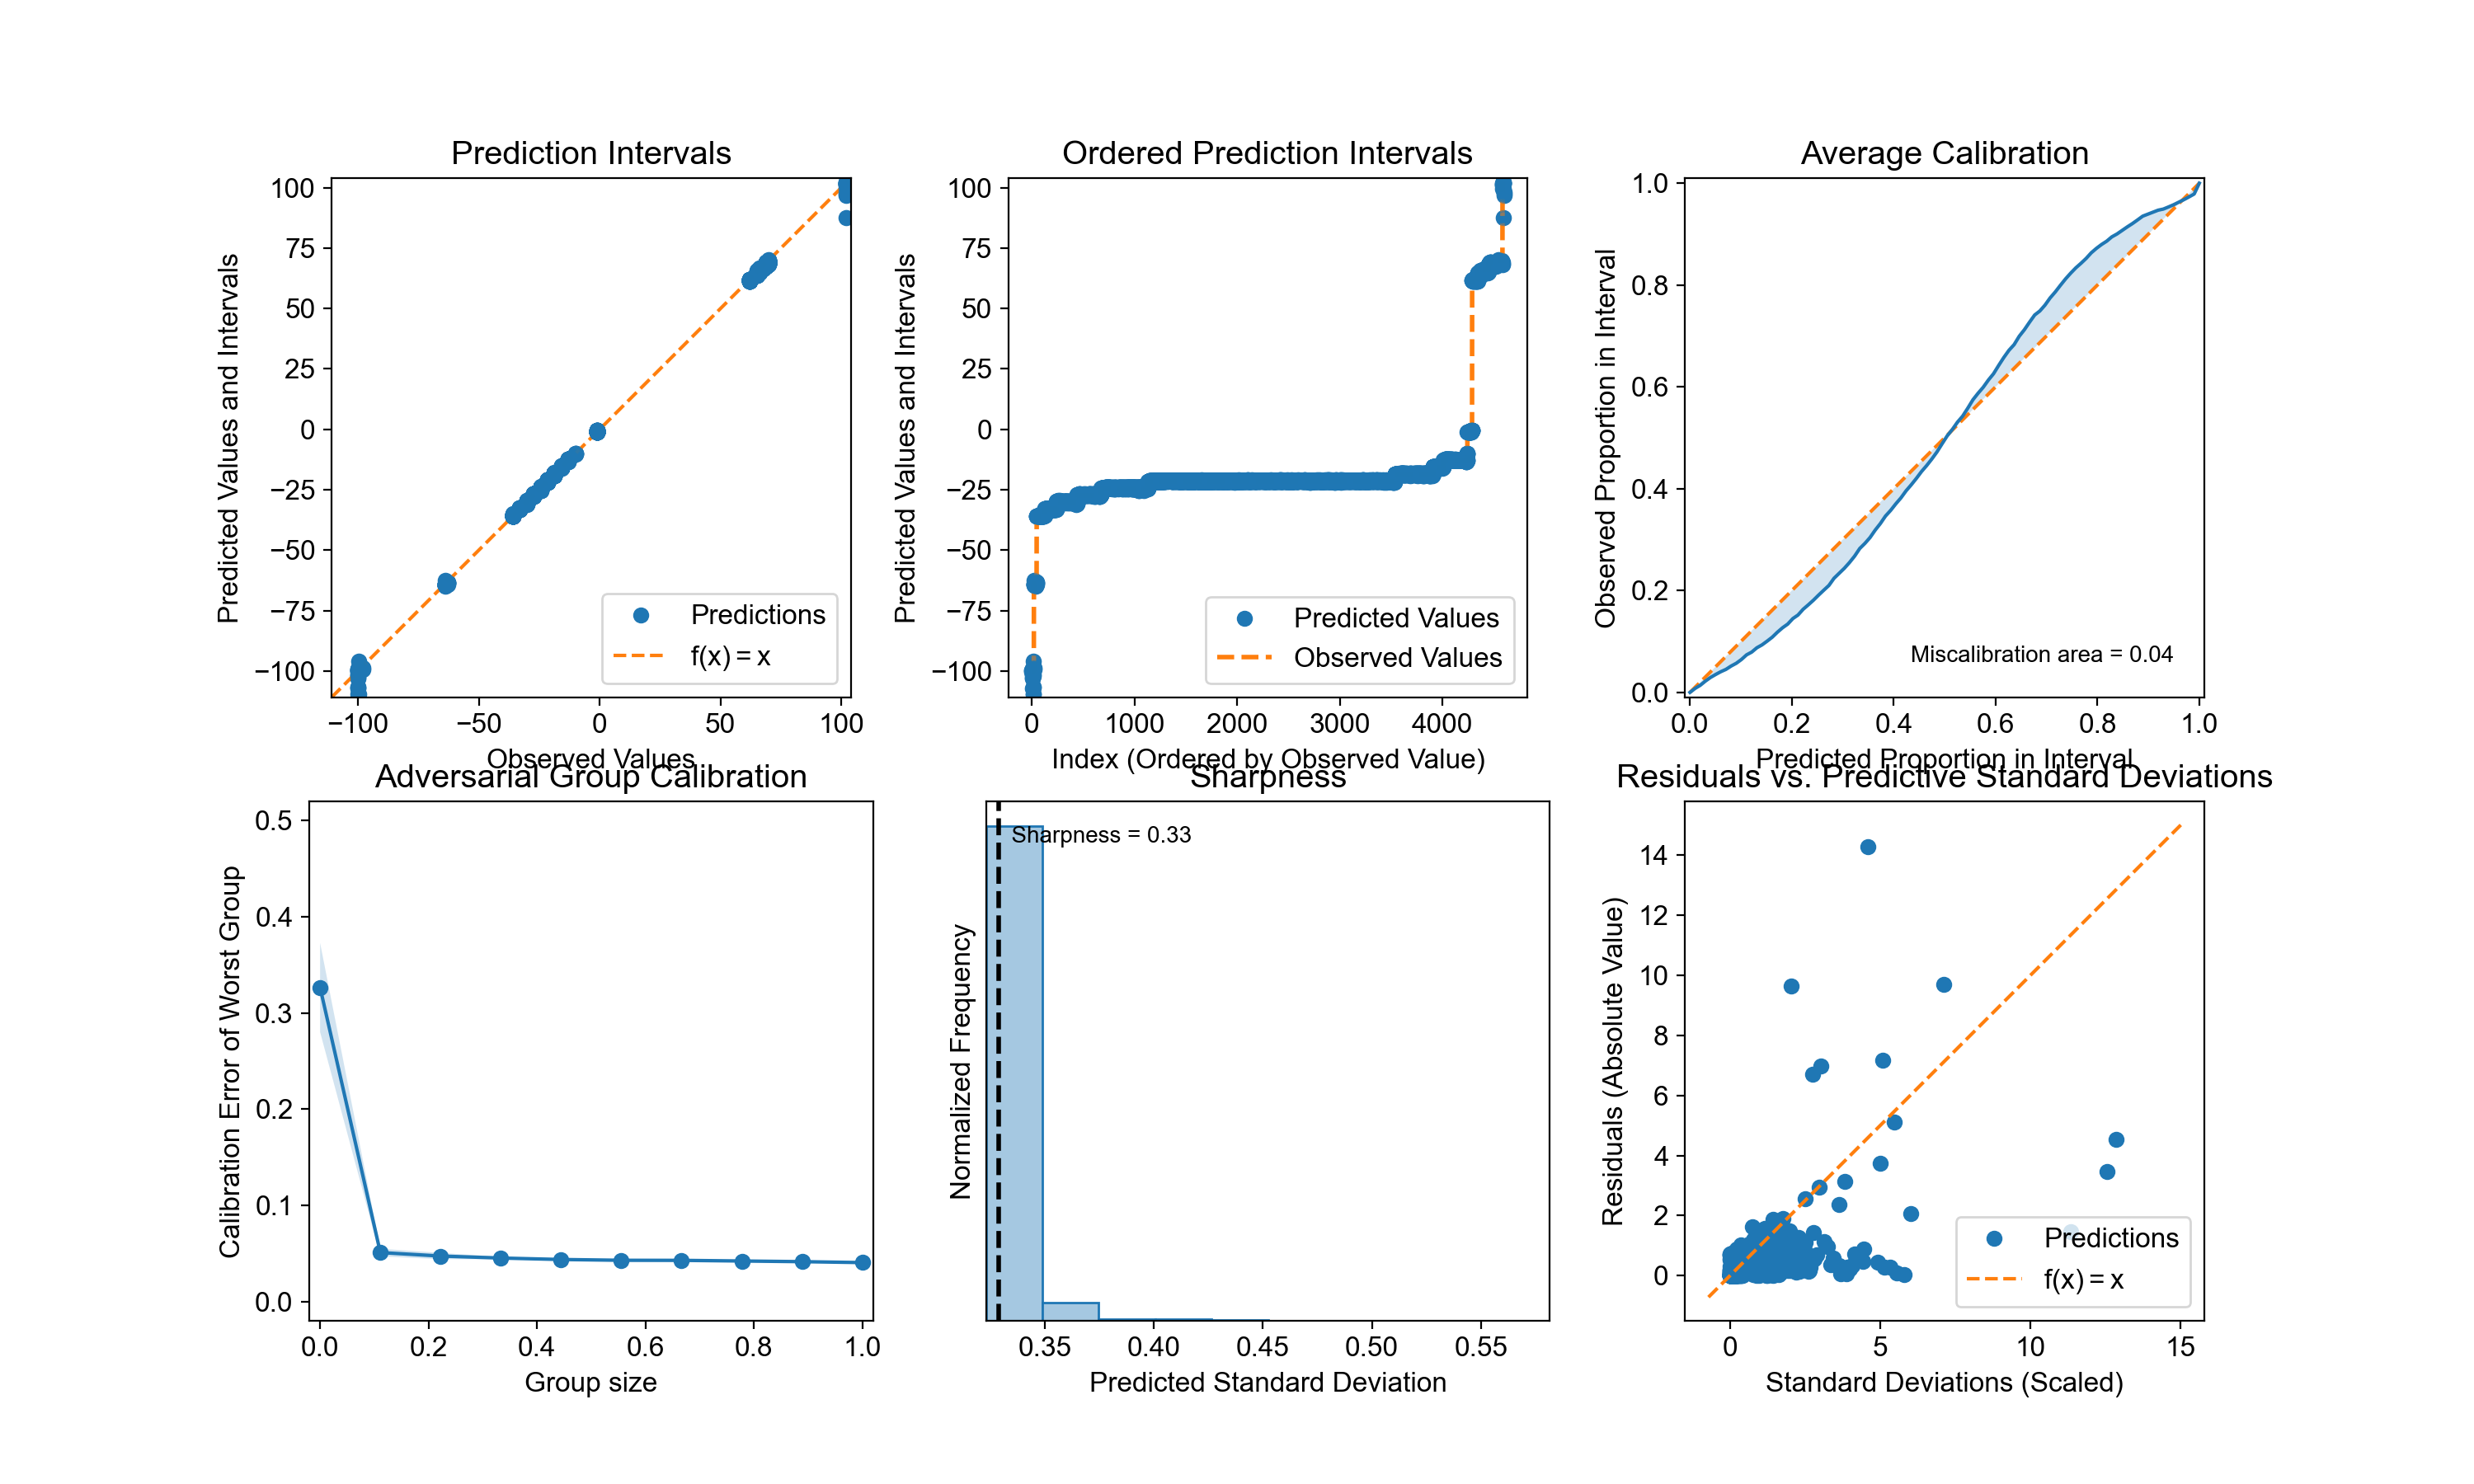 Prediction Intervals
Predicted Values and Intervals
100
75
50
25
0
−25
−50
−75
−100
Predictions
f(x) = x
−100 −50 0 50 100
Observed Values
Ordered Prediction Intervals
Predicted Values and Intervals
100
75
50
25
0
−25
−50
−75
−100
Predicted Values
Observed Values
0 1000 2000 3000 4000
Index (Ordered by Observed Value)
Average Calibration
Observed Proportion in Interval
1.0
0.8
0.6
0.4
0.2
0.0
Miscalibration area = 0.04
0.0 0.2 0.4 0.6 0.8 1.0
Predicted Proportion in Interval
Adversarial Group Calibration
Calibration Error of Worst Group
0.5
0.4
0.3
0.2
0.1
0.0
0.0 0.2 0.4 0.6 0.8 1.0
Group size
Sharpness
Normalized Frequency
Sharpness = 0.33
0.35 0.40 0.45 0.50 0.55
Predicted Standard Deviation
Residuals vs. Predictive Standard Deviations
Residuals (Absolute Value)
14
12
10
8
6
4
2
0
Predictions
f(x) = x
0 5 10 15
Standard Deviations (Scaled)